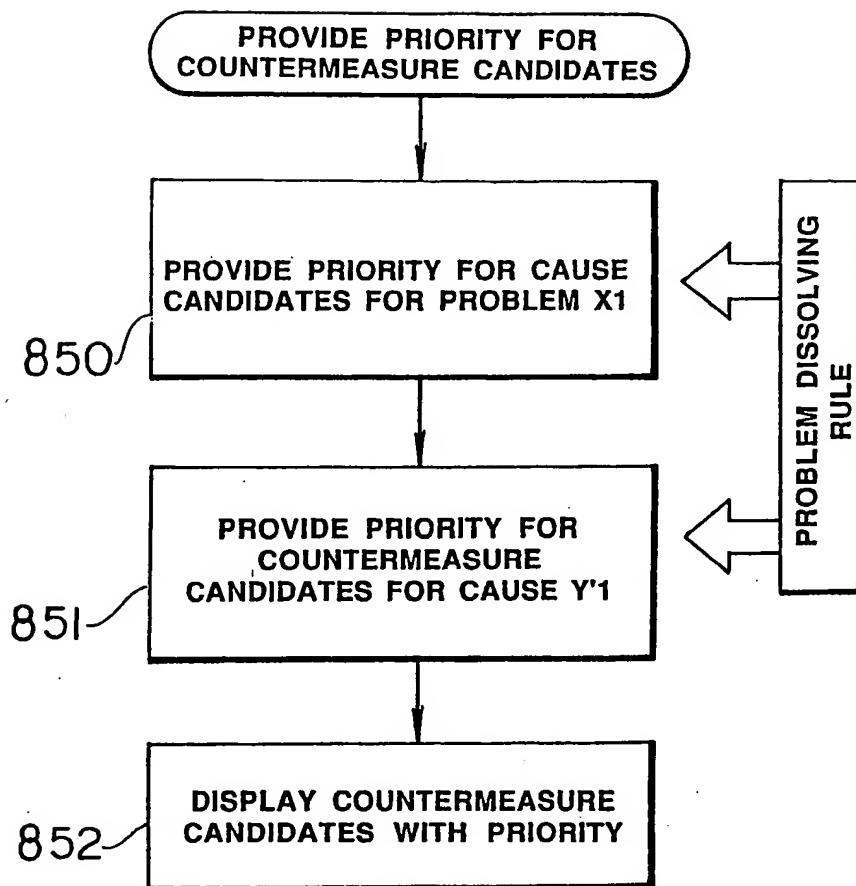 PROVIDE PRIORITY FOR
COUNTERMEASURE CANDIDATES
PROVIDE PRIORITY FOR CAUSE
CANDIDATES FOR PROBLEM X1
850
PROBLEM DISSOLVING
RULE
PROVIDE PRIORITY FOR
COUNTERMEASURE
CANDIDATES FOR CAUSE Y'1
851
DISPLAY COUNTERMEASURE
CANDIDATES WITH PRIORITY
852